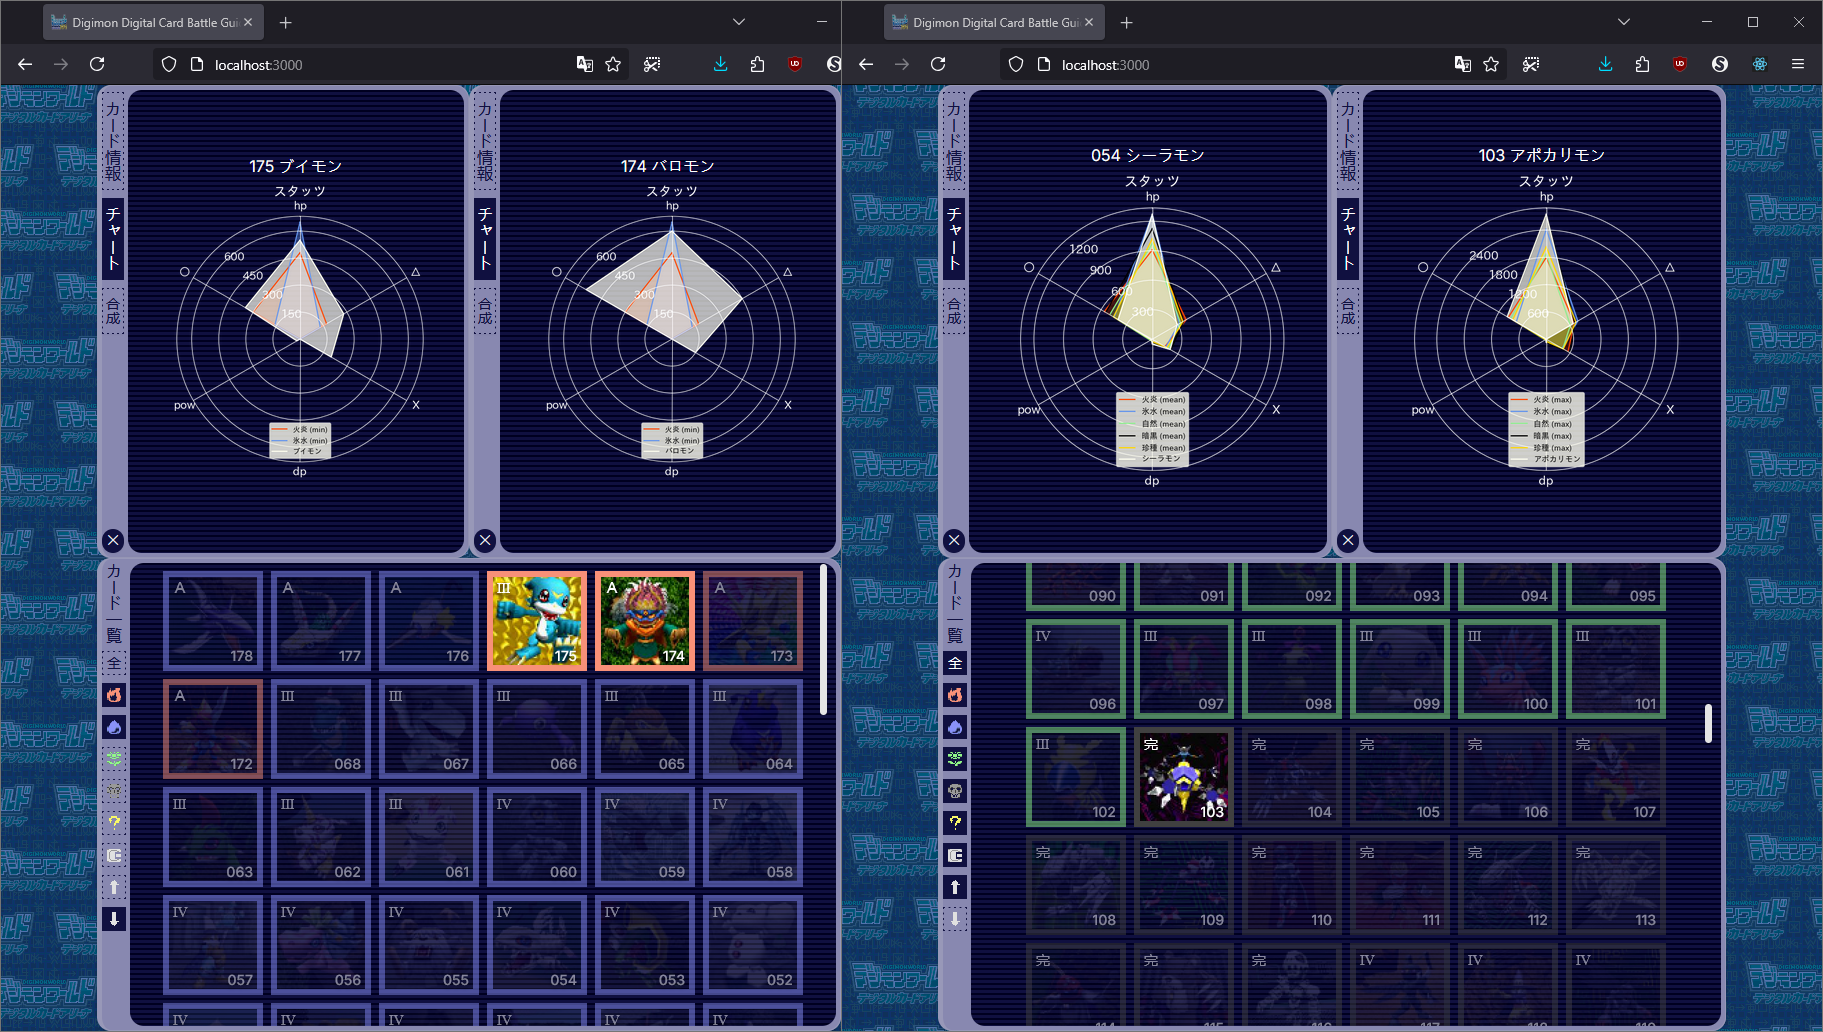 Digimon Digital Card Battle Gui
Digimon Digital Card Battle Gui
localhost:3000
localhost:3000
カード情報
チャート
合成
175 ブイモン
スタッツ
hp
△
X
dp
pow
○
600
450
300
150
火炎 (min)
氷水 (min)
ブイモン
カード情報
チャート
合成
174 バロモン
スタッツ
hp
△
X
dp
pow
○
600
450
300
150
火炎 (min)
氷水 (min)
バロモン
カード情報
チャート
合成
054 シーラモン
スタッツ
hp
△
X
dp
pow
○
1200
900
600
300
火炎 (mean)
氷水 (mean)
自然 (mean)
暗黒 (mean)
珍種 (mean)
シーラモン
カード情報
チャート
合成
103 アポカリモン
スタッツ
hp
△
X
dp
pow
○
2400
1800
1200
600
火炎 (max)
氷水 (max)
自然 (max)
暗黒 (max)
珍種 (max)
アポカリモン
カード一覧
全
?
A 178
A 177
A 176
III 175
A 174
A 173
A 172
III 068
III 067
III 066
III 065
III 064
III 063
III 062
III 061
IV 060
IV 059
IV 058
IV 057
IV 056
IV 055
IV 054
IV 053
IV 052
IV
IV
III
III
III
III
カード一覧
全
?
090
091
092
093
094
095
IV 096
III 097
III 098
III 099
III 100
III 101
III 102
完 103
完 104
完 105
完 106
完 107
完 108
完 109
完 110
完 111
完 112
完 113
完
完
完
IV
IV
IV